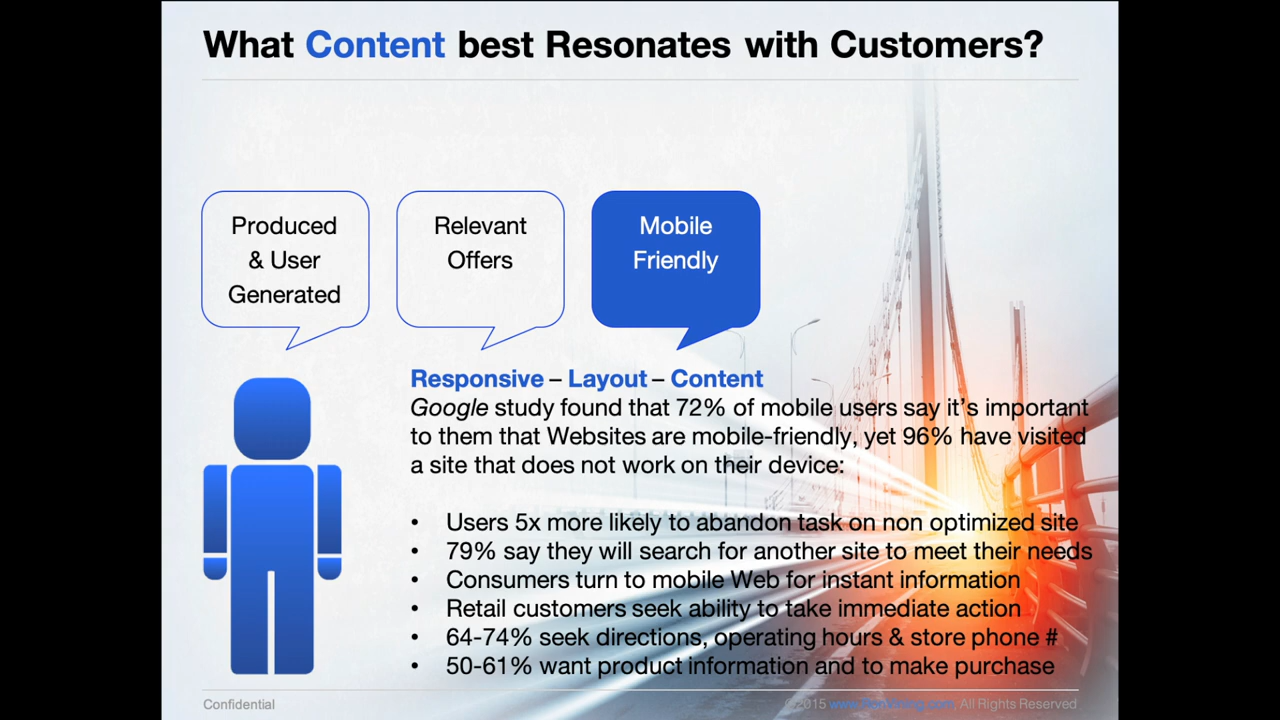 What Content best Resonates with Customers?
Produced
& User
Generated
Relevant
Offers
Mobile
Friendly
Responsive – Layout – Content
Google study found that 72% of mobile users say it's important
to them that Websites are mobile-friendly, yet 96% have visited
a site that does not work on their device:
• Users 5x more likely to abandon task on non optimized site
• 79% say they will search for another site to meet their needs
• Consumers turn to mobile Web for instant information
• Retail customers seek ability to take immediate action
• 64-74% seek directions, operating hours & store phone #
• 50-61% want product information and to make purchase
Confidential
©2015 All Rights Reserved